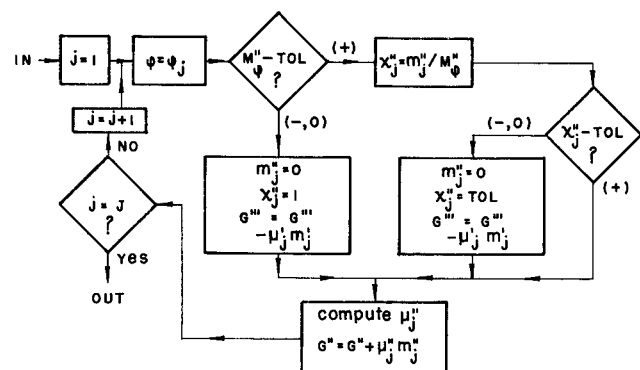 IN
j=1
φ=φj
M"φ-TOL
?
(+)
χ"j=m"j/M"φ
j=j+1
NO
(-,0)
(-,0)
χ"j-TOL
?
(+)
j=J
?
yes
OUT
m"j=0
χ"j=1
G"'=G"'
-μ'j m'j
m"j=0
χ"j=TOL
G"'=G"'
-μ'j m'j
compute μ"j
G"=G"+μ"j m"j